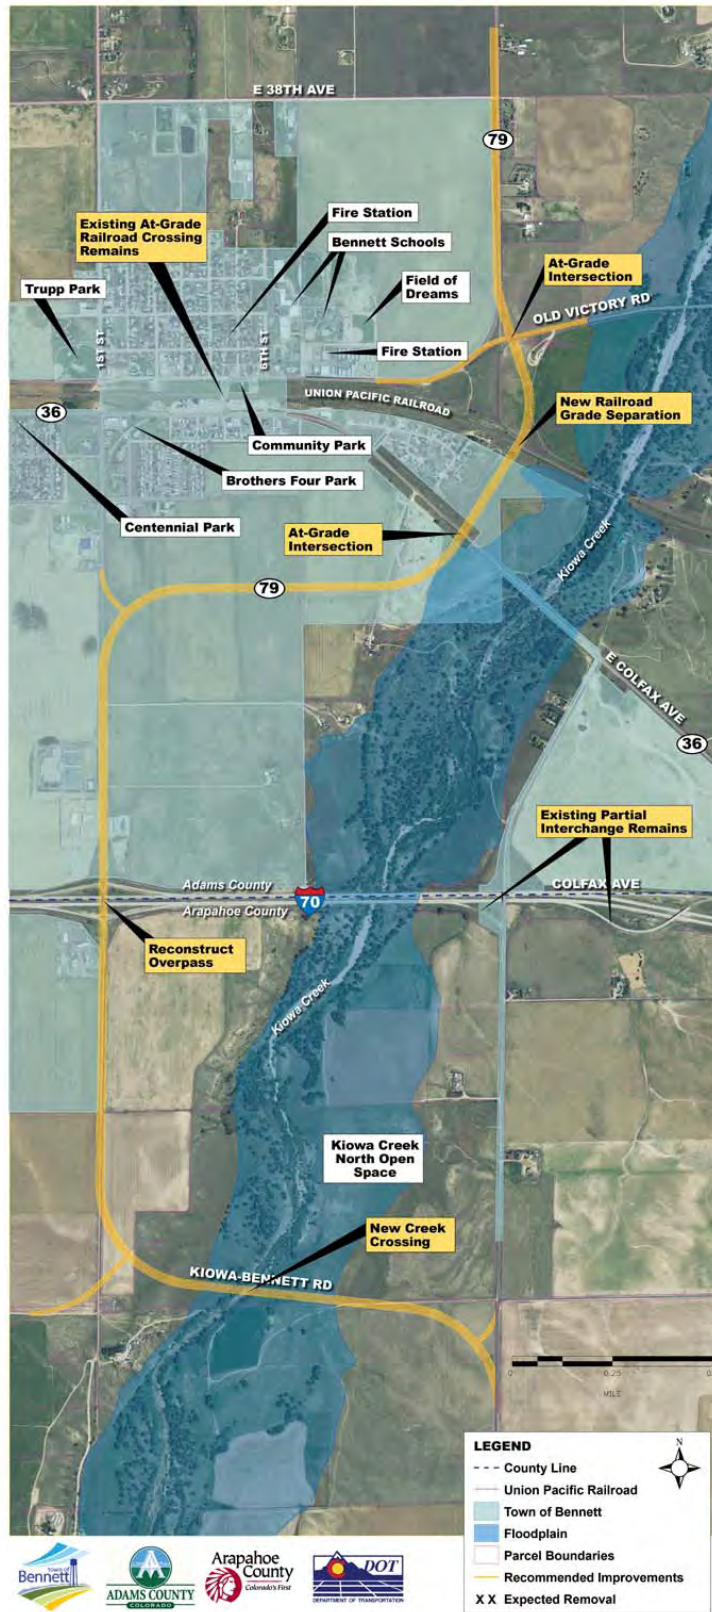 E 38TH AVE
79
Existing At-Grade
Railroad Crossing
Remains
Fire Station
Bennett Schools
At-Grade
Intersection
Trupp Park
Field of
Dreams
OLD VICTORY RD
1ST ST
6TH ST
Fire Station
UNION PACIFIC RAILROAD
36
New Railroad
Grade Separation
Community Park
Brothers Four Park
Centennial Park
At-Grade
Intersection
Kiowa Creek
79
E COLFAX AVE
36
Existing Partial
Interchange Remains
Adams County
COLFAX AVE
70
Arapahoe County
Reconstruct
Overpass
Kiowa Creek
Kiowa Creek
North Open
Space
New Creek
Crossing
KIOWA-BENNETT RD
0
0.25
0.
MILE
LEGEND
N
County Line
Union Pacific Railroad
Town of Bennett
Floodplain
Parcel Boundaries
Recommended Improvements
X X Expected Removal
Town of
Bennett
ADAMS COUNTY
COLORADO
Arapahoe
County
Colorado's First
DOT
DEPARTMENT OF TRANSPORTATION